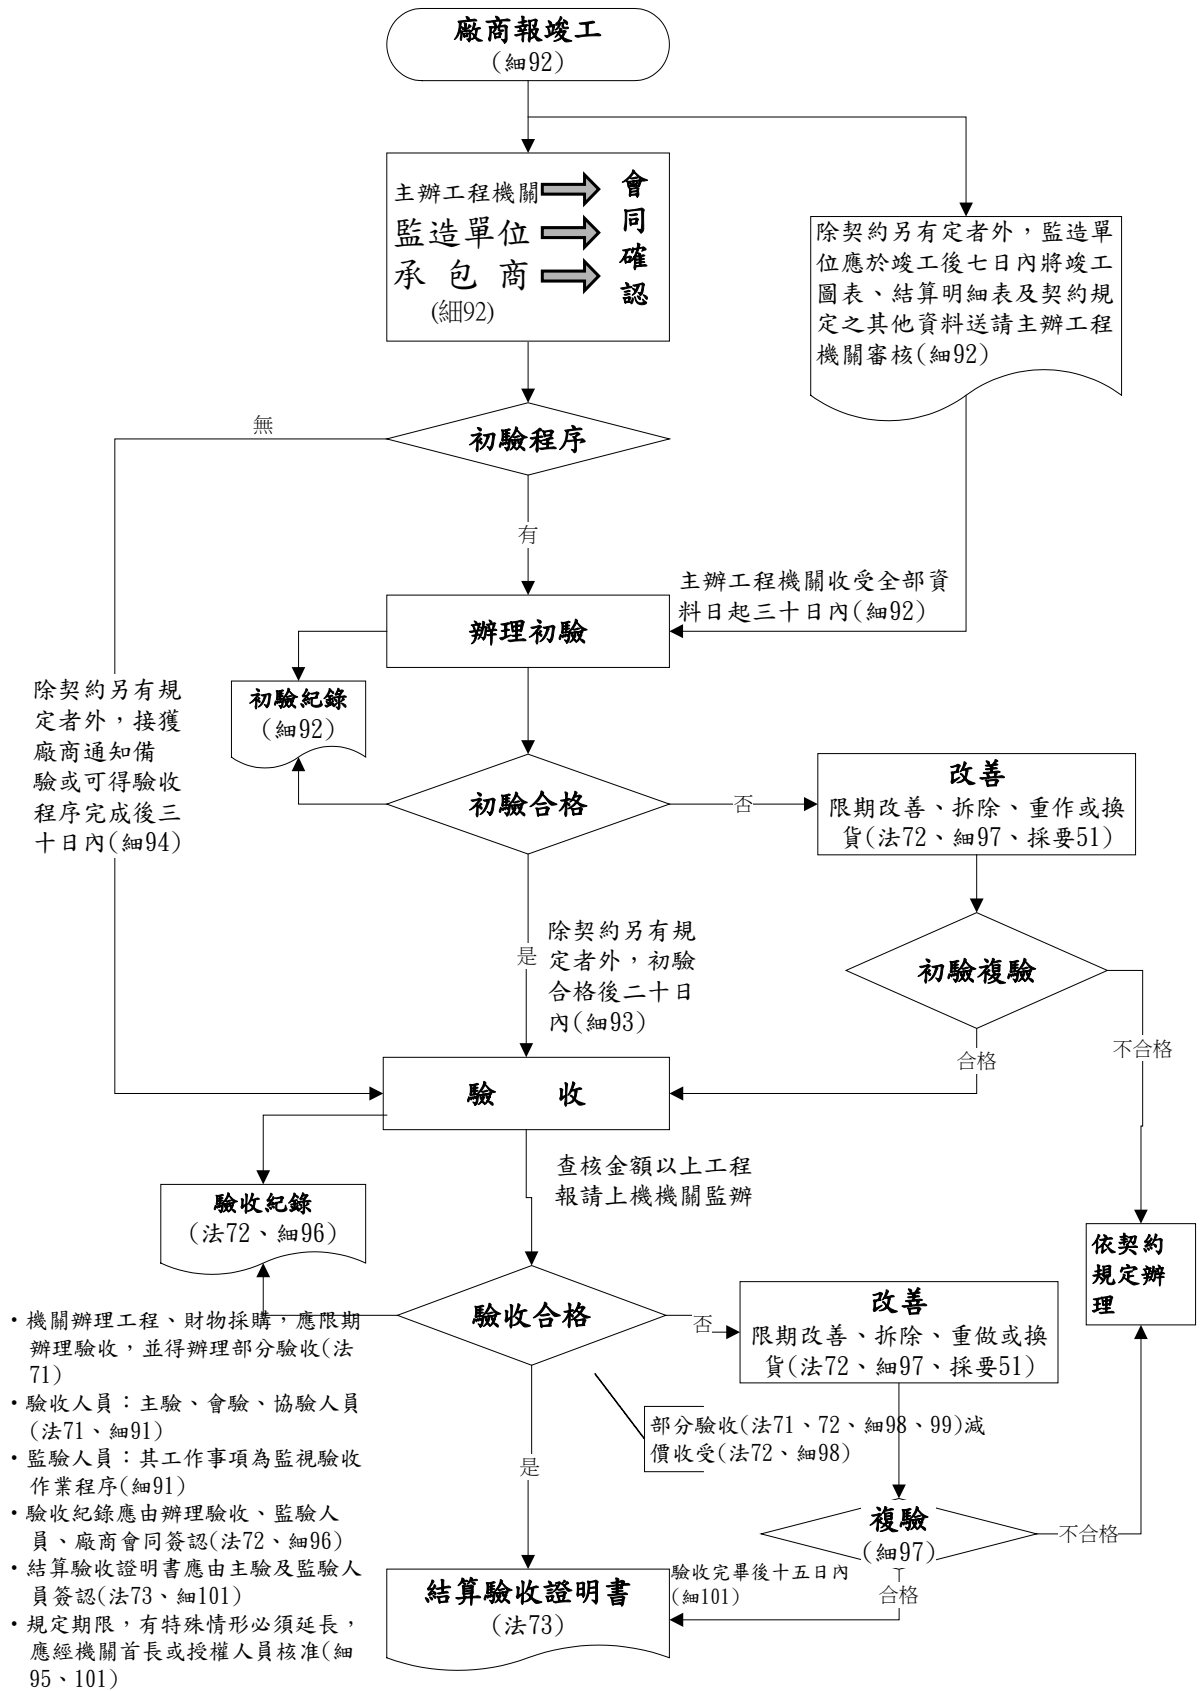 廠商報竣工
(細92)
主辦工程機關
監造單位
承包商
(細92)
會
同
確
認
除契約另有定者外，監造單
位應於竣工後七日內將竣工
圖表、結算明細表及契約規
定之其他資料送請主辦工程
機關審核(細92)
初驗程序
無
有
主辦工程機關收受全部資
料日起三十日內(細92)
辦理初驗
初驗紀錄
(細92)
除契約另有規
定者外，接獲
廠商通知備
驗或可得驗收
程序完成後三
十日內(細94)
初驗合格
否
改善
限期改善、拆除、重作或換
貨(法72、細97、採要51)
是
除契約另有規
定者外，初驗
合格後二十日
內(細93)
初驗複驗
合格
不合格
驗 收
查核金額以上工程
報請上機機關監辦
驗收紀錄
(法72、細96)
依契約
規定辦
理
驗收合格
否
改善
限期改善、拆除、重做或換
貨(法72、細97、採要51)
部分驗收(法71、72、細98、99)減
價收受(法72、細98)
是
複驗
(細97)
不合格
合格
驗收完畢後十五日內
(細101)
結算驗收證明書
(法73)
・機關辦理工程、財物採購，應限期
辦理驗收，並得辦理部分驗收(法
71)
・驗收人員：主驗、會驗、協驗人員
(法71、細91)
・監驗人員：其工作事項為監視驗收
作業程序(細91)
・驗收紀錄應由辦理驗收、監驗人
員、廠商會同簽認(法72、細96)
・結算驗收證明書應由主驗及監驗人
員簽認(法73、細101)
・規定期限，有特殊情形必須延長，
應經機關首長或授權人員核准(細
95、101)